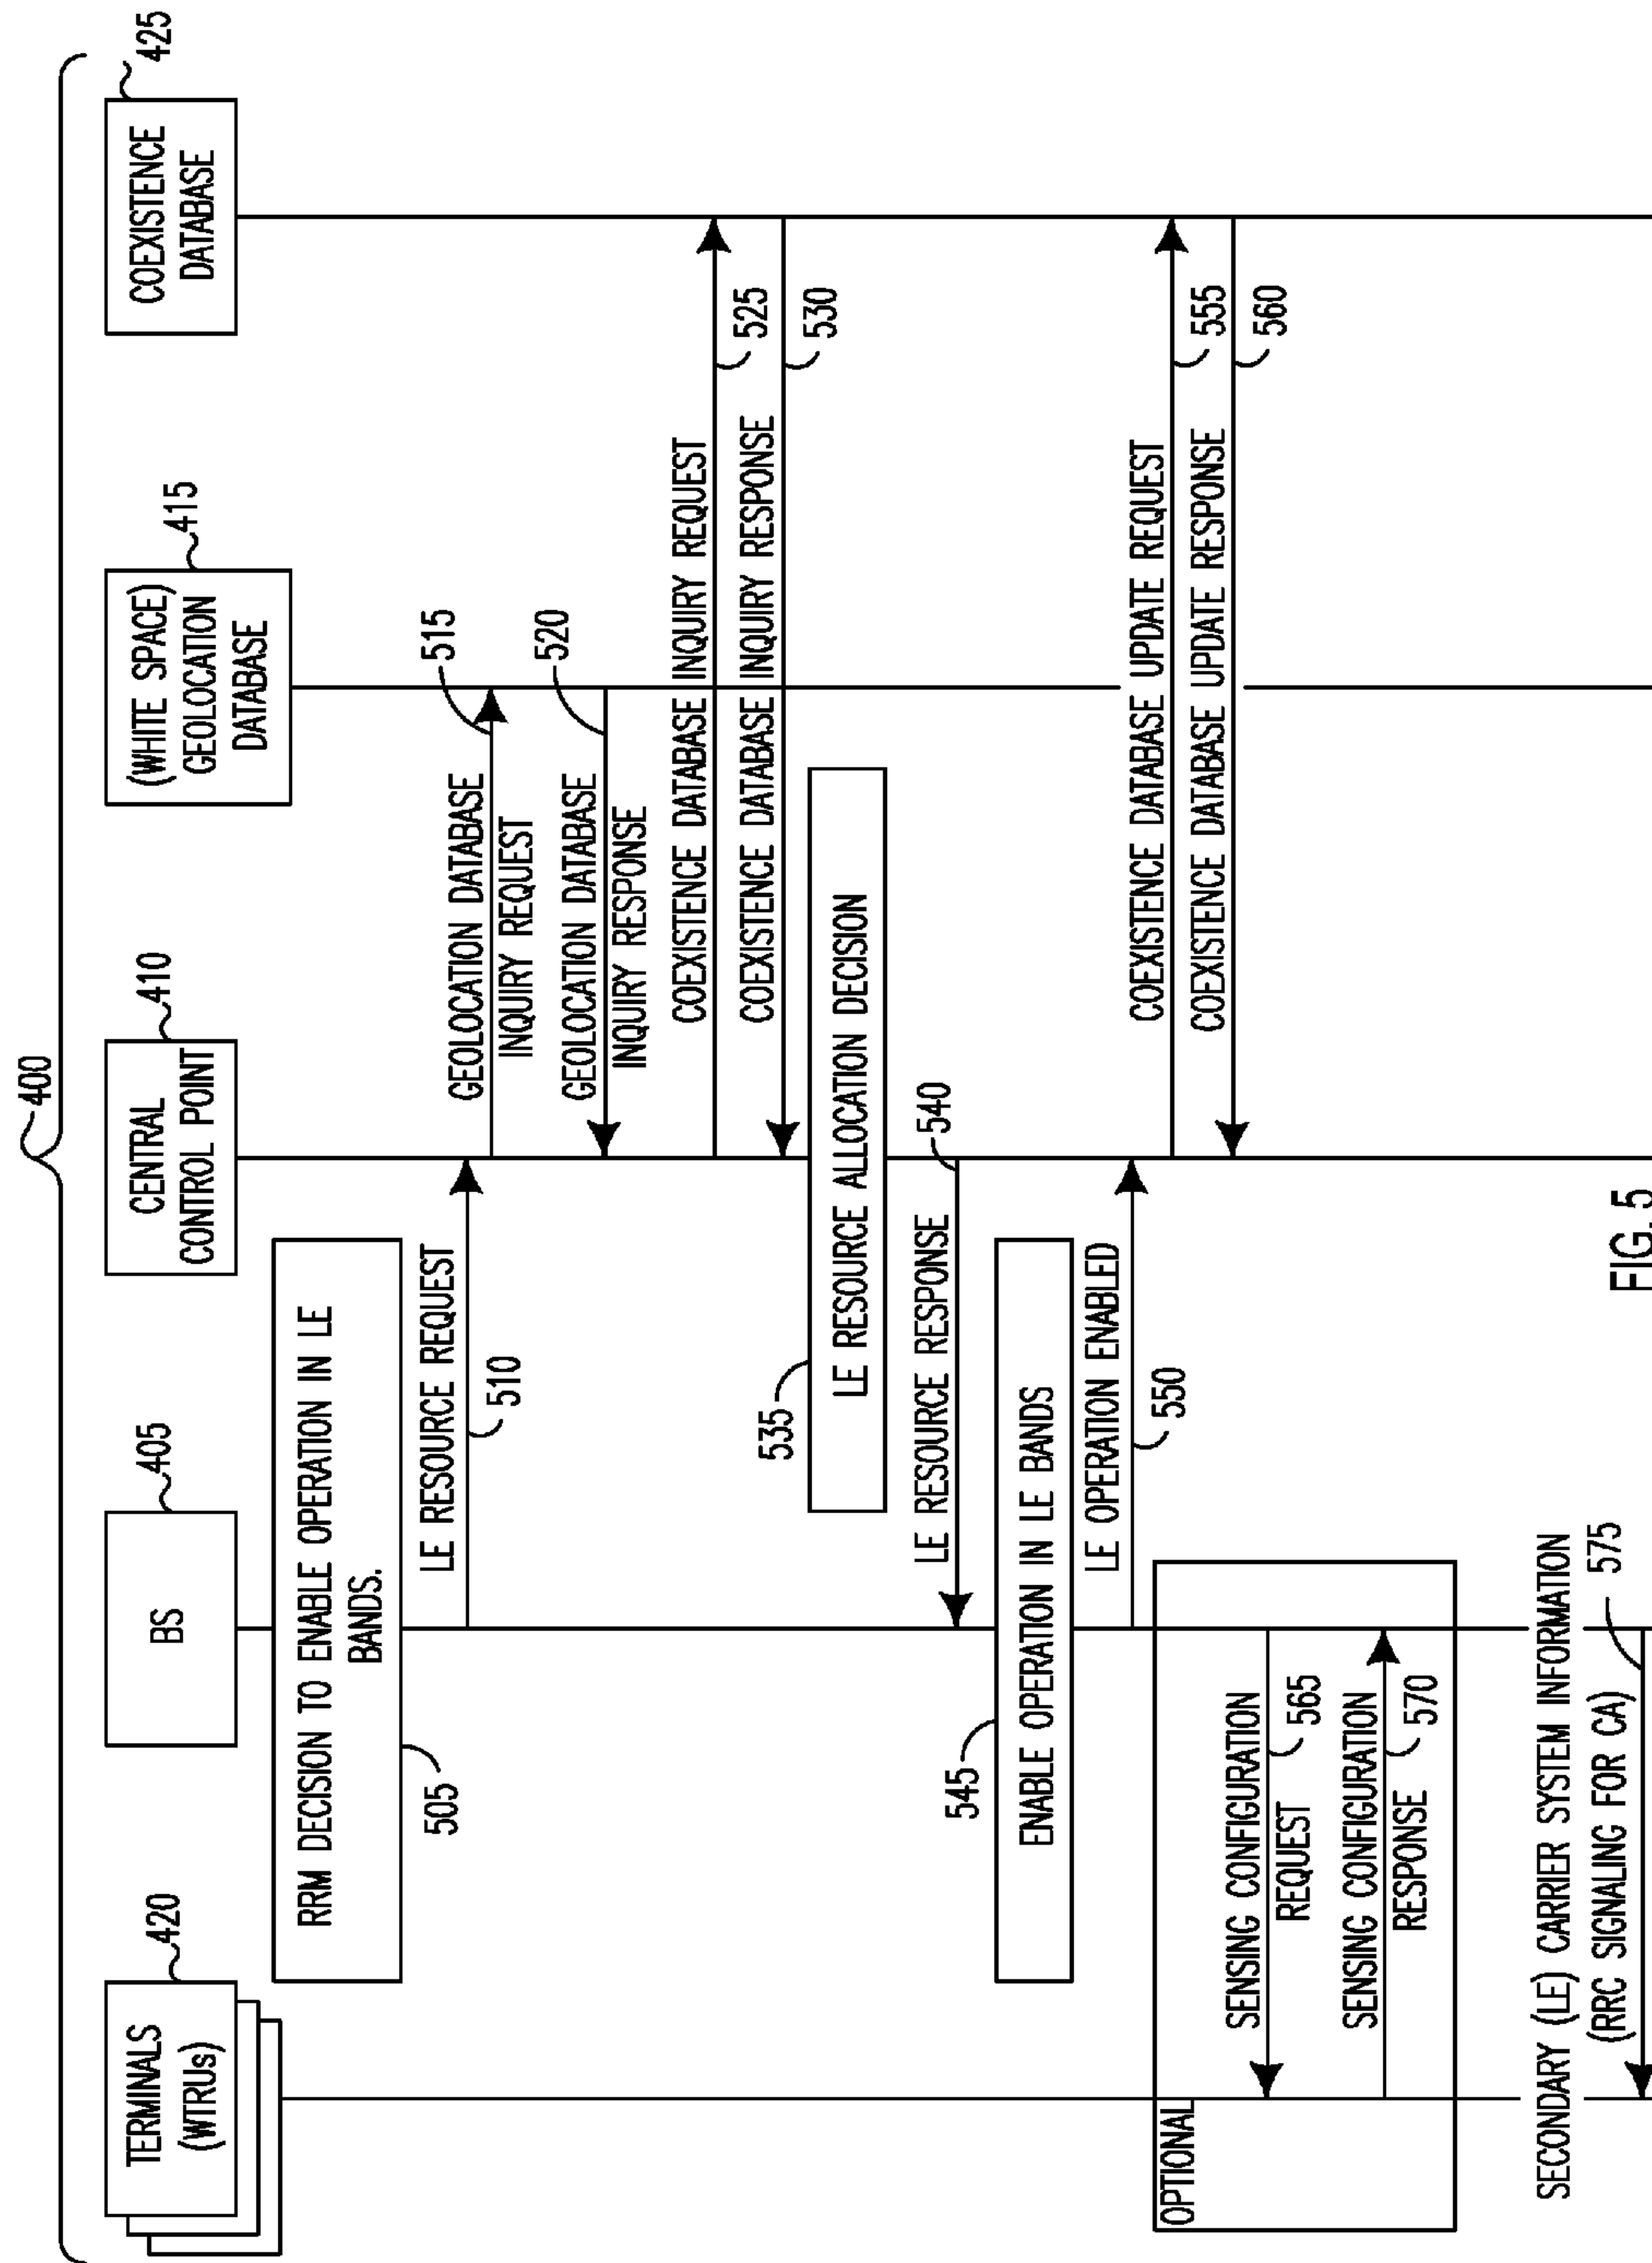 400
TERMINALS
(WTRUs)
420
BS
405
CENTRAL
CONTROL POINT
410
(WHITE SPACE)
GEOLOCATION
DATABASE
415
COEXISTENCE
DATABASE
425
RRM DECISION TO ENABLE OPERATION IN LE
BANDS.
505
LE RESOURCE REQUEST
510
GEOLOCATION DATABASE
INQUIRY REQUEST
515
GEOLOCATION DATABASE
INQUIRY RESPONSE
520
COEXISTENCE DATABASE INQUIRY REQUEST
525
COEXISTENCE DATABASE INQUIRY RESPONSE
530
LE RESOURCE ALLOCATION DECISION
535
LE RESOURCE RESPONSE
540
ENABLE OPERATION IN LE BANDS
545
LE OPERATION ENABLED
550
COEXISTENCE DATABASE UPDATE REQUEST
555
COEXISTENCE DATABASE UPDATE RESPONSE
560
OPTIONAL
SENSING CONFIGURATION
REQUEST
565
SENSING CONFIGURATION
RESPONSE
570
SECONDARY (LE) CARRIER SYSTEM INFORMATION
(RRC SIGNALING FOR CA)
575
FIG. 5